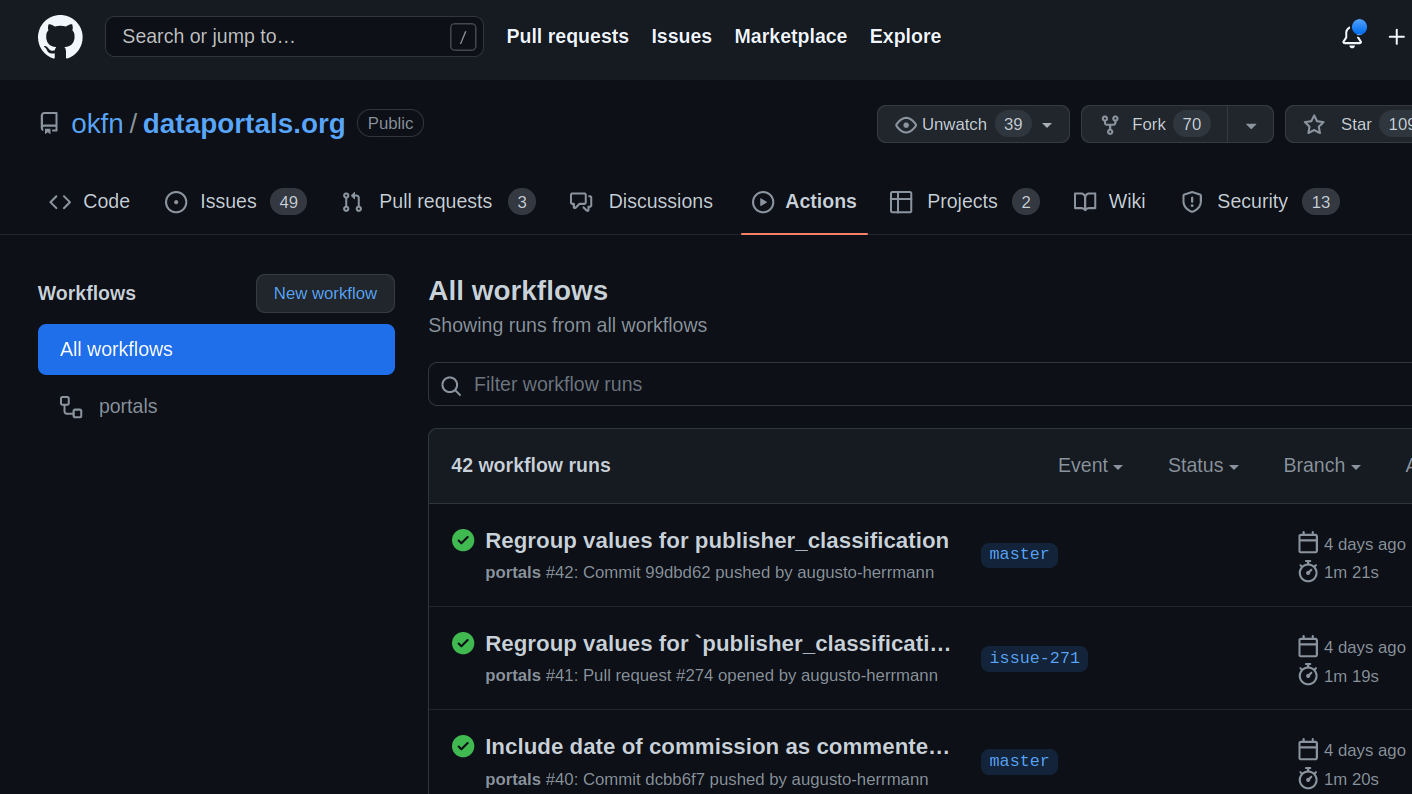 Search or jump to… /
Pull requests Issues Marketplace Explore
okfn / dataportals.org Public
Unwatch 39 Fork 70 Star 109
Code Issues 49 Pull requests 3 Discussions Actions Projects 2 Wiki Security 13
Workflows New workflow
All workflows
portals
All workflows
Showing runs from all workflows
Filter workflow runs
42 workflow runs Event Status Branch
Regroup values for publisher_classification
portals #42: Commit 99dbd62 pushed by augusto-herrmann
master
4 days ago
1m 21s
Regroup values for `publisher_classificati…
portals #41: Pull request #274 opened by augusto-herrmann
issue-271
4 days ago
1m 19s
Include date of commission as commente…
portals #40: Commit dcbb6f7 pushed by augusto-herrmann
master
4 days ago
1m 20s